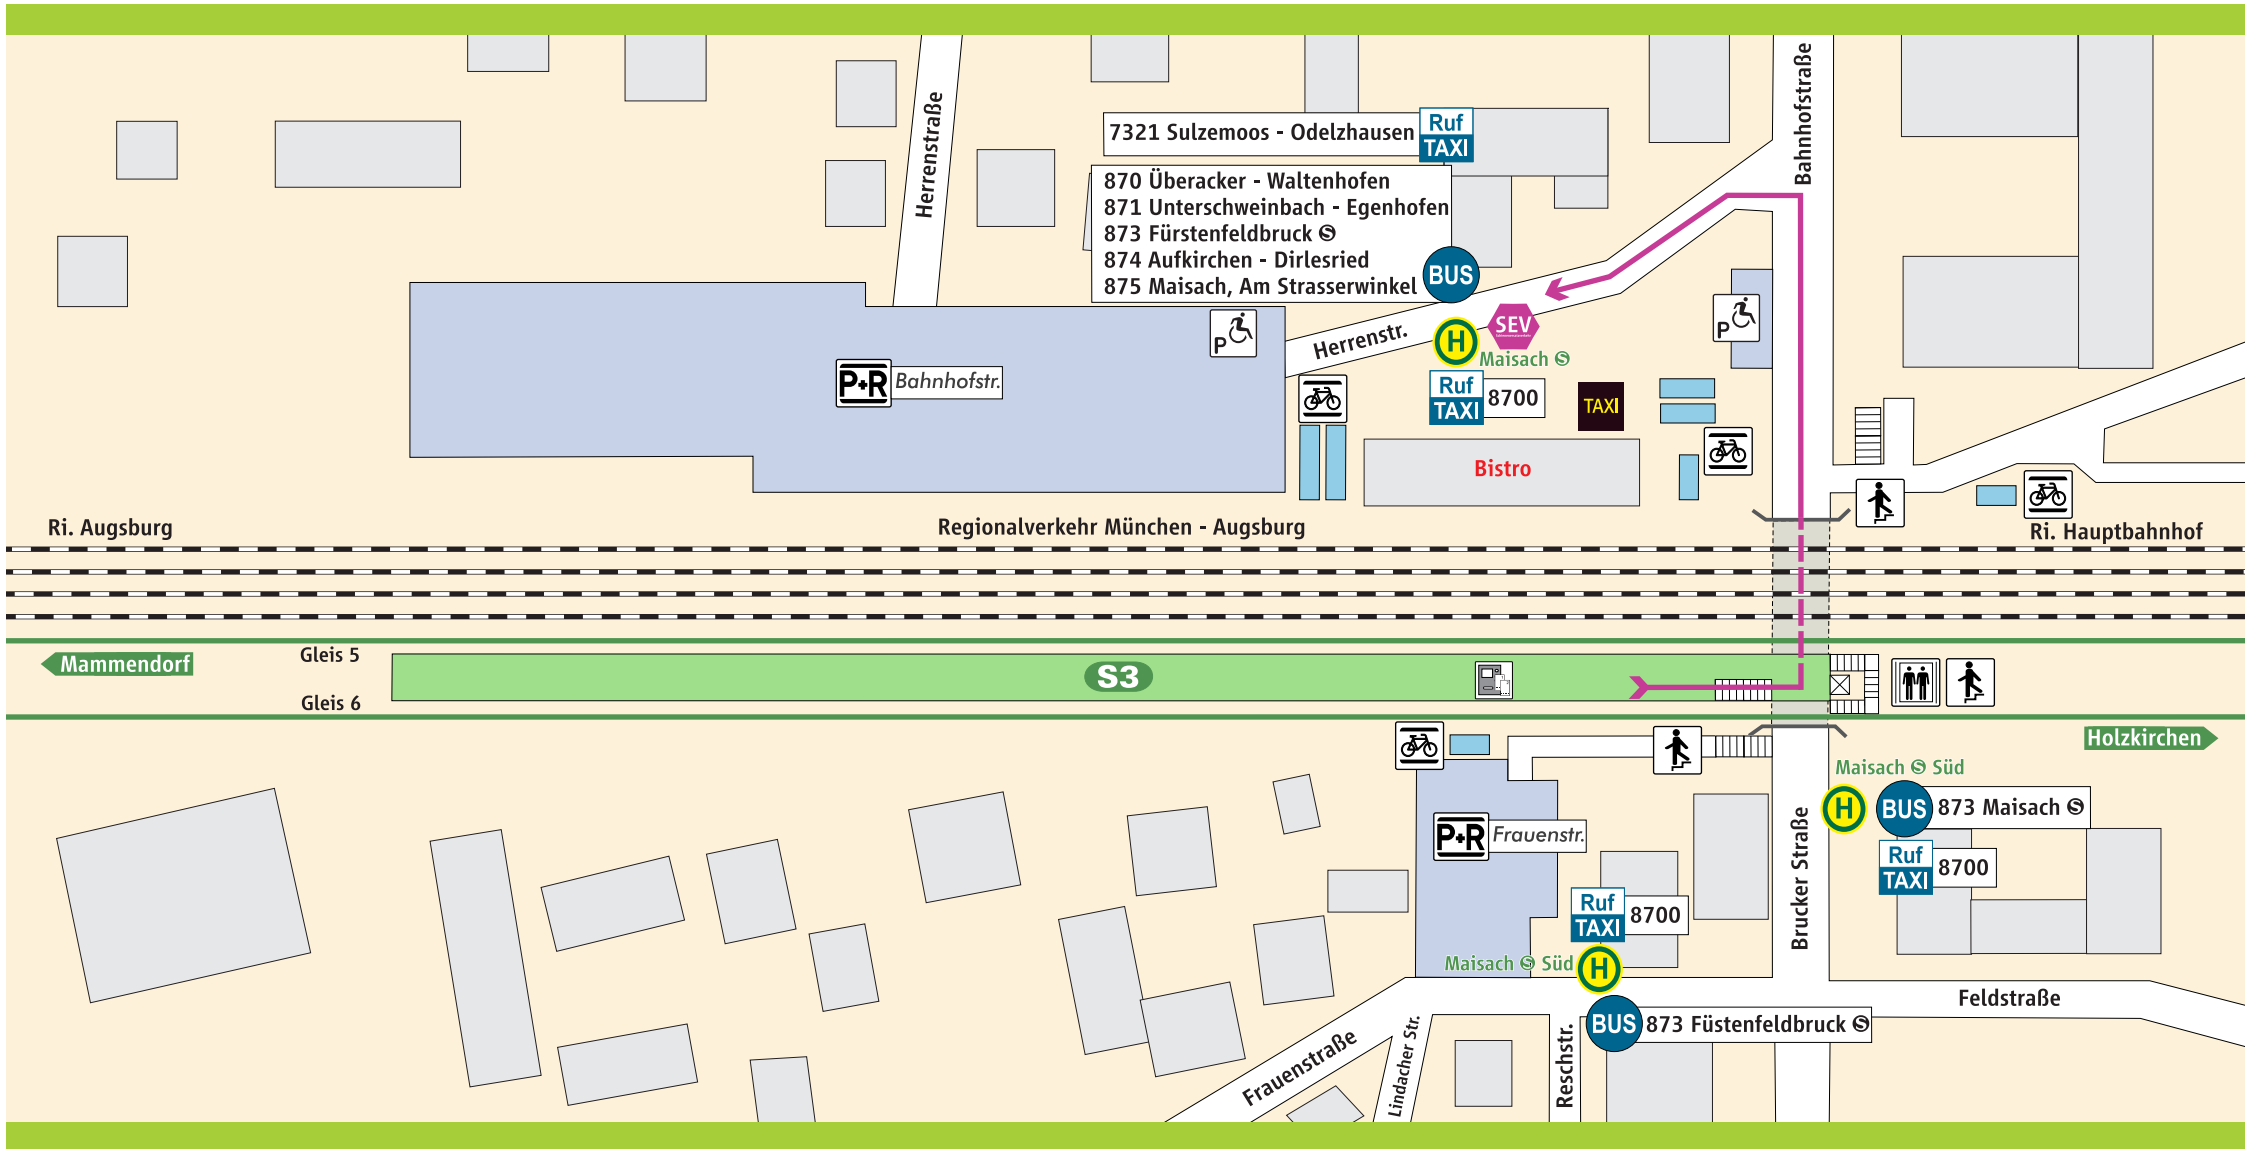 Herrenstraße
Bahnhofstraße
7321 Sulzemoos - Odelzhausen
Ruf
TAXI
870 Überacker - Waltenhofen
871 Unterschweinbach - Egenhofen
873 Fürstenfeldbruck S
874 Aufkirchen - Dirlesried
875 Maisach, Am Strasserwinkel
BUS
P
P
Herrenstr.
H
SEV
Maisach S
P+R
Bahnhofstr.
Ruf
TAXI
8700
TAXI
Bistro
Ri. Augsburg
Regionalverkehr München - Augsburg
Ri. Hauptbahnhof
Mammendorf
Gleis 5
S3
Gleis 6
Holzkirchen
Maisach S Süd
H
BUS
873 Maisach S
Ruf
TAXI
8700
P+R
Frauenstr.
Brucker Straße
Ruf
TAXI
8700
Maisach S Süd
H
BUS
873 Füstenfeldbruck S
Feldstraße
Frauenstraße
Lindacher Str.
Reschstr.